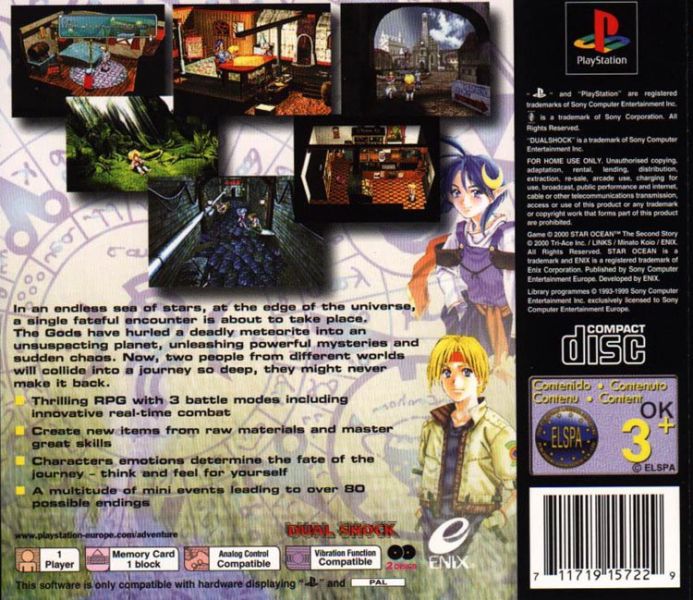 PlayStation
" " and "PlayStation" are registered
trademarks of Sony Computer Entertainment Inc.
is a trademark of Sony Corporation. All
Rights Reserved.
"DUALSHOCK" is a trademark of Sony Computer
Entertainment Inc.
FOR HOME USE ONLY. Unauthorised copying,
adaptation, rental, lending, distribution,
extraction, re-sale, arcade use, charging for
use, broadcast, public performance and internet,
cable or other telecommunications transmission,
access or use of this product or any trademark
or copyright work that forms part of this product
are prohibited.
Game © 2000 STAR OCEAN™ The Second Story
© 2000 Tri-Ace Inc. / LINKS / Minato Koio / ENIX.
All Rights Reserved. STAR OCEAN is a
trademark and ENIX is a registered trademark of
Enix Corporation. Published by Sony Computer
Entertainment Europe. Developed by ENIX.
Library programmes © 1993-1999 Sony Computer
Entertainment Inc. exclusively licensed to Sony
Computer Entertainment Europe.
In an endless sea of stars, at the edge of the universe,
a single fateful encounter is about to take place.
The Gods have hurled a deadly meteorite into an
unsuspecting planet, unleashing powerful mysteries and
sudden chaos. Now, two people from different worlds
will collide into a journey so deep, they might never
make it back.
Thrilling RPG with 3 battle modes including
innovative real-time combat
Create new items from raw materials and master
great skills
Characters emotions determine the fate of the
journey – think and feel for yourself
A multitude of mini events leading to over 80
possible endings
COMPACT
disc
Contenido • Contenuto
Contenu • Content
ELSPA
OK
3+
© ELSPA
www.playstation-europe.com/adventure
DUAL SHOCK
ENIX
1
Player
Memory Card
1 block
Analog Control
Compatible
Vibration Function
Compatible
2 DISCS
This software is only compatible with hardware displaying " " and PAL
7 11719 15722 9